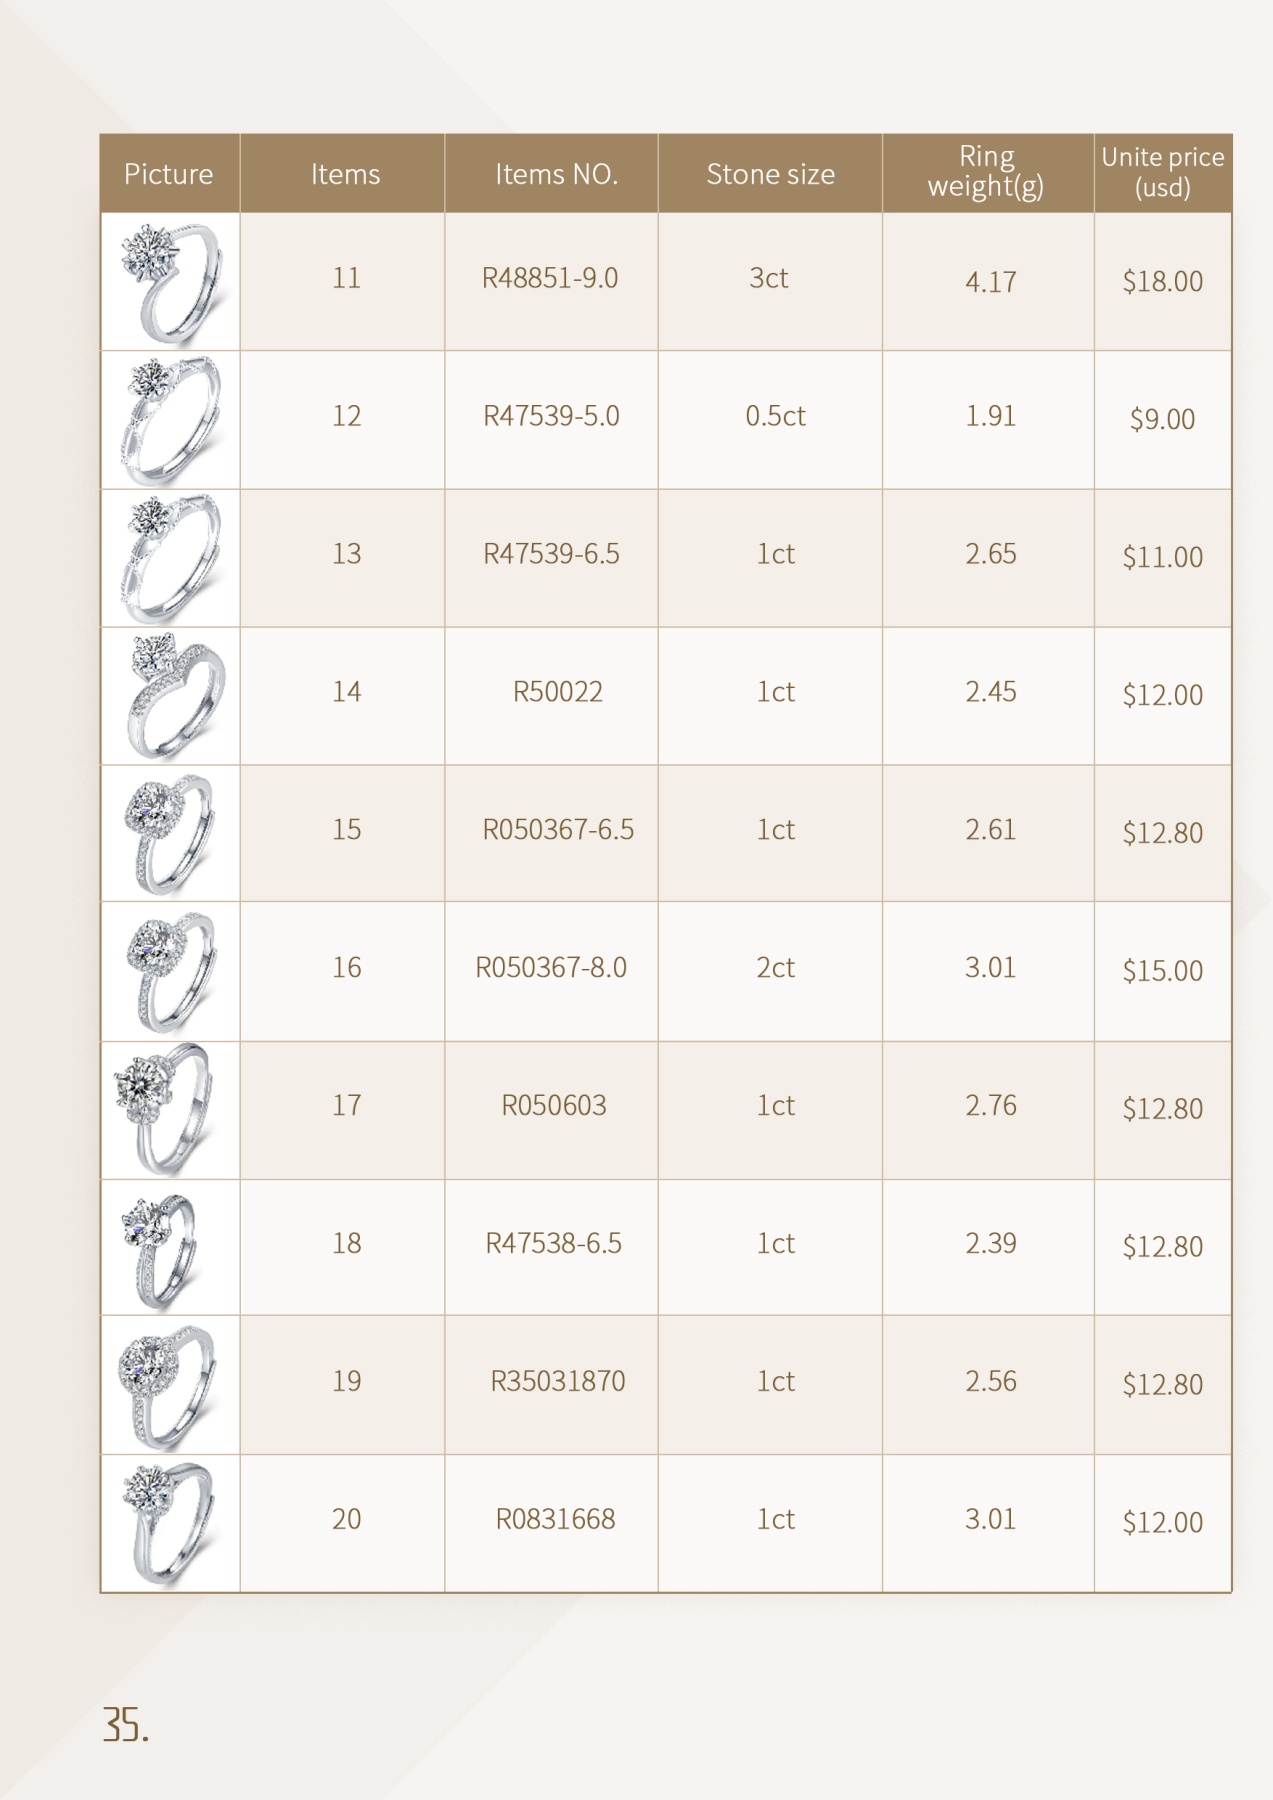 Picture Items Items NO. Stone size Ring weight(g) Unite price (usd)
11 R48851-9.0 3ct 4.17 $18.00
12 R47539-5.0 0.5ct 1.91 $9.00
13 R47539-6.5 1ct 2.65 $11.00
14 R50022 1ct 2.45 $12.00
15 R050367-6.5 1ct 2.61 $12.80
16 R050367-8.0 2ct 3.01 $15.00
17 R050603 1ct 2.76 $12.80
18 R47538-6.5 1ct 2.39 $12.80
19 R35031870 1ct 2.56 $12.80
20 R0831668 1ct 3.01 $12.00
35.